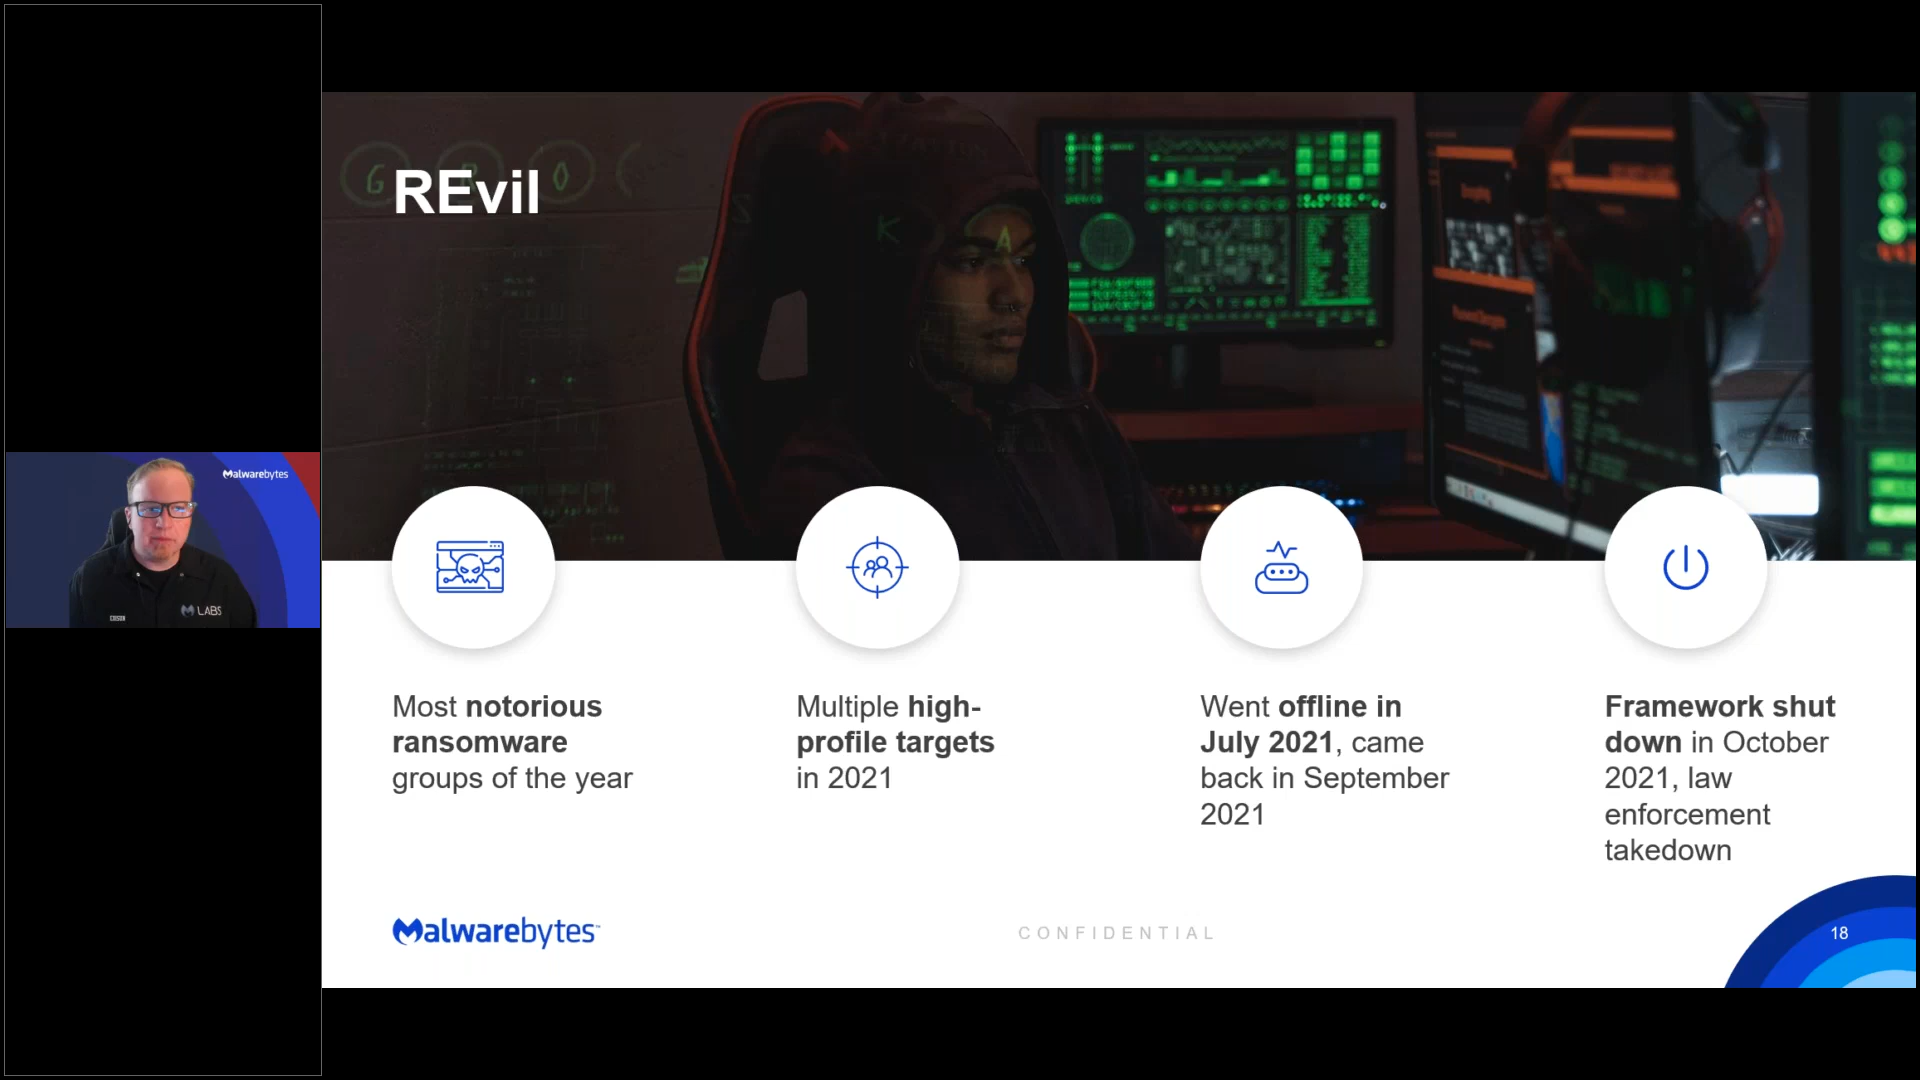 REvil
G R O
K
A
Malwarebytes
LABS
Most notorious
ransomware
groups of the year
Multiple high-
profile targets
in 2021
Went offline in
July 2021, came
back in September
2021
Framework shut
down in October
2021, law
enforcement
takedown
Malwarebytes
CONFIDENTIAL
18